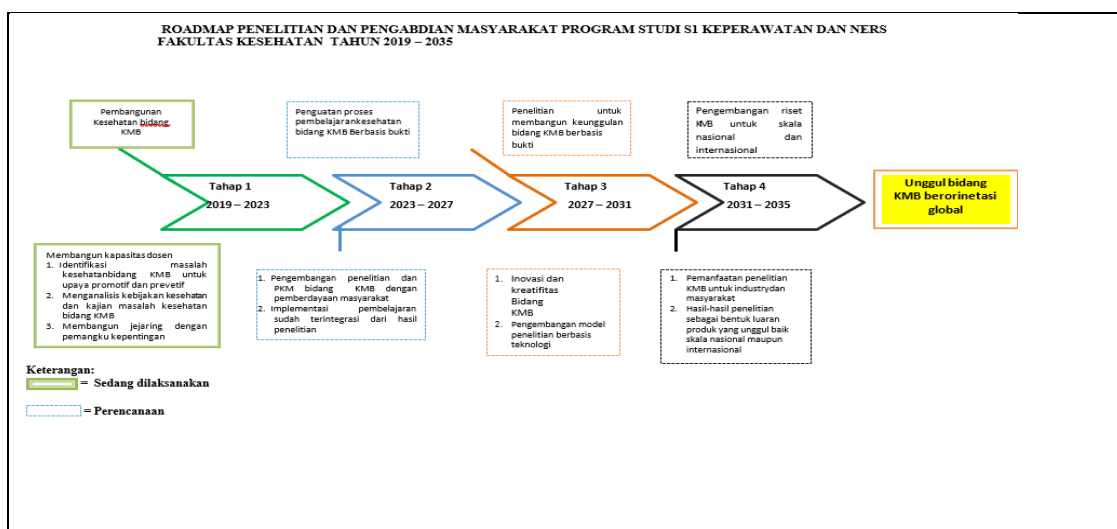 ROADMAP PENELITIAN DAN PENGABDIAN MASYARAKAT PROGRAM STUDI S1 KEPERAWATAN DAN NERS
FAKULTAS KESEHATAN TAHUN 2019 – 2035
Pembangunan
Kesehatan bidang
KMB
Penguatan proses
pembelajarankesehatan
bidang KMB Berbasis bukti
Penelitian untuk
membangun keunggulan
bidang KMB berbasis
bukti
Pengembangan riset
KMB untuk skala
nasional dan
internasional
Tahap 1
2019 – 2023
Tahap 2
2023 – 2027
Tahap 3
2027 – 2031
Tahap 4
2031 – 2035
Unggul bidang
KMB berorinetasi
global
Membangun kapasitas dosen
1. Identifikasi masalah
kesehatanbidang KMB untuk
upaya promotif dan prevetif
2. Menganalisis kebijakan kesehatan
dan kajian masalah kesehatan
bidang KMB
3. Membangun jejaring dengan
pemangku kepentingan
1. Pengembangan penelitian dan
PKM bidang KMB dengan
pemberdayaan masyarakat
2. Implementasi pembelajaran
sudah terintegrasi dari hasil
penelitian
1. Inovasi dan
kreatifitas
Bidang
KMB
2. Pengembangan model
penelitian berbasis
teknologi
1. Pemanfaatan penelitian
KMB untuk industrydan
masyarakat
2. Hasil-hasil penelitian
sebagai bentuk luaran
produk yang unggul baik
skala nasional maupun
internasional
Keterangan:
= Sedang dilaksanakan
= Perencanaan